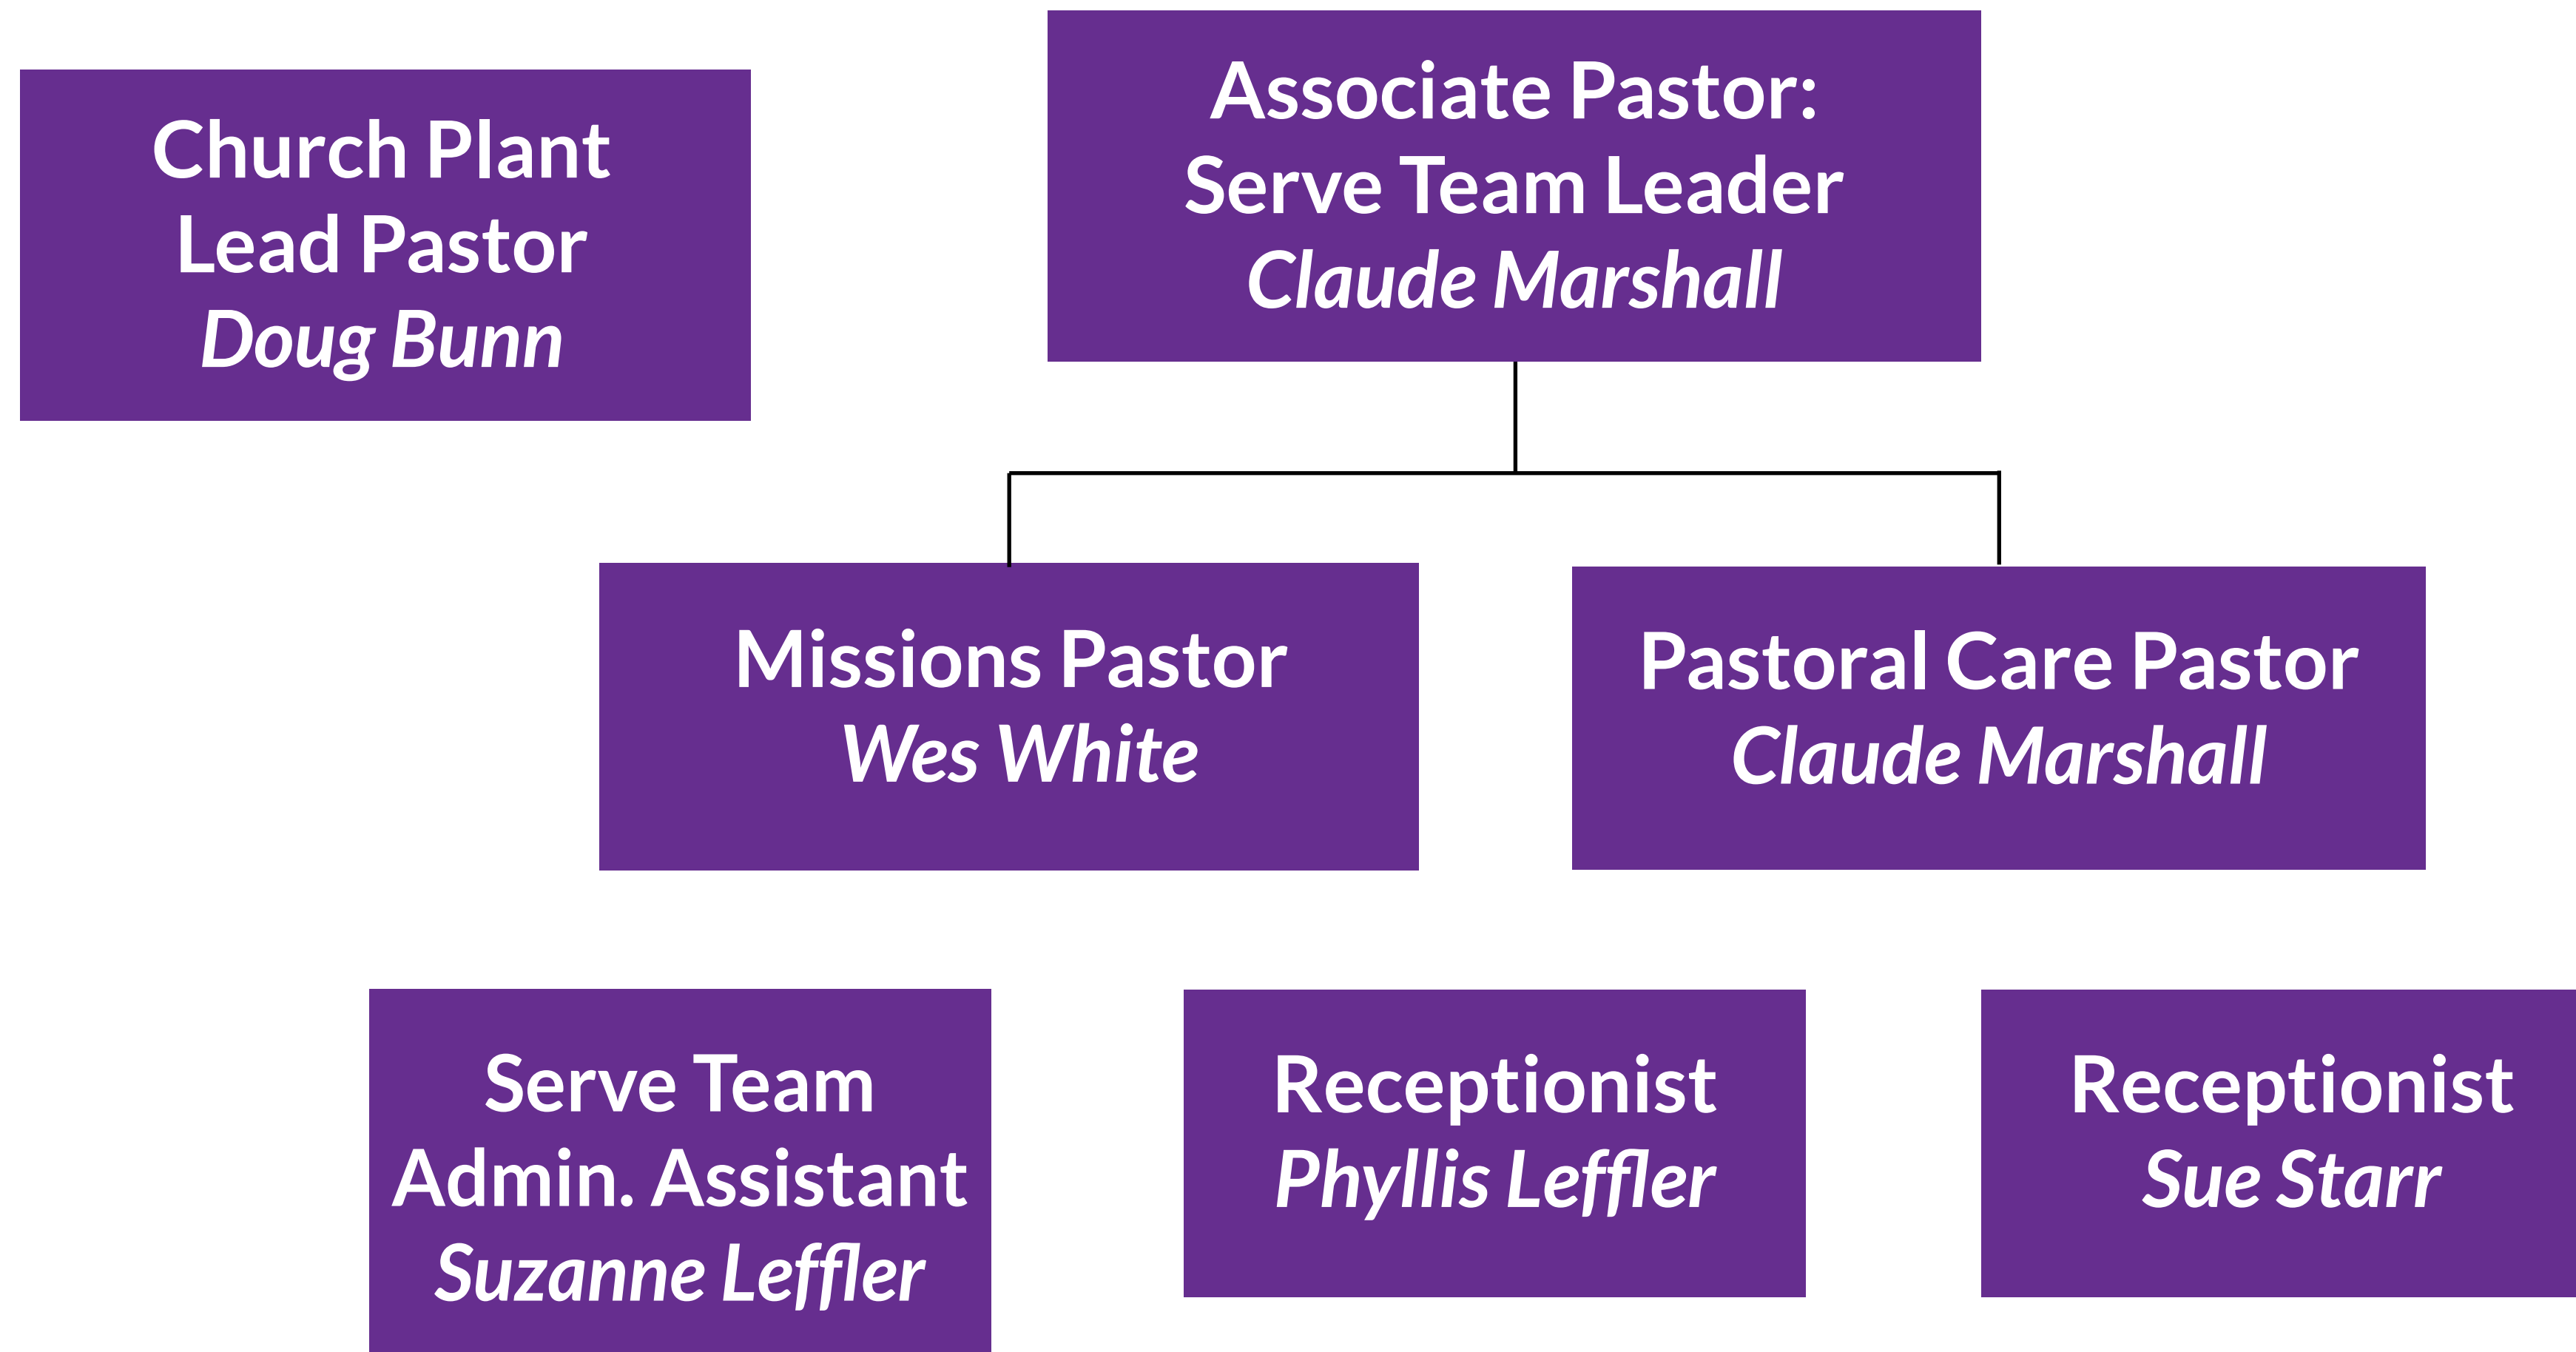 Church Plant
Lead Pastor
Doug Bunn
Associate Pastor:
Serve Team Leader
Claude Marshall
Missions Pastor
Wes White
Pastoral Care Pastor
Claude Marshall
Serve Team
Admin. Assistant
Suzanne Leffler
Receptionist
Phyllis Leffler
Receptionist
Sue Starr